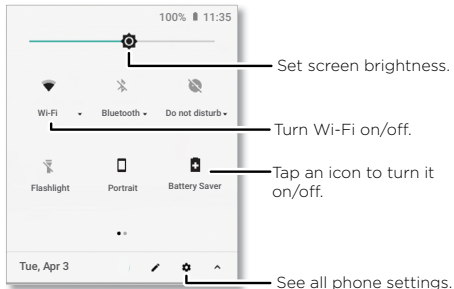 100% 11:35
Set screen brightness.
Wi-Fi Bluetooth Do not disturb
Turn Wi-Fi on/off.
Flashlight Portrait Battery Saver
Tap an icon to turn it
on/off.
Tue, Apr 3
See all phone settings.